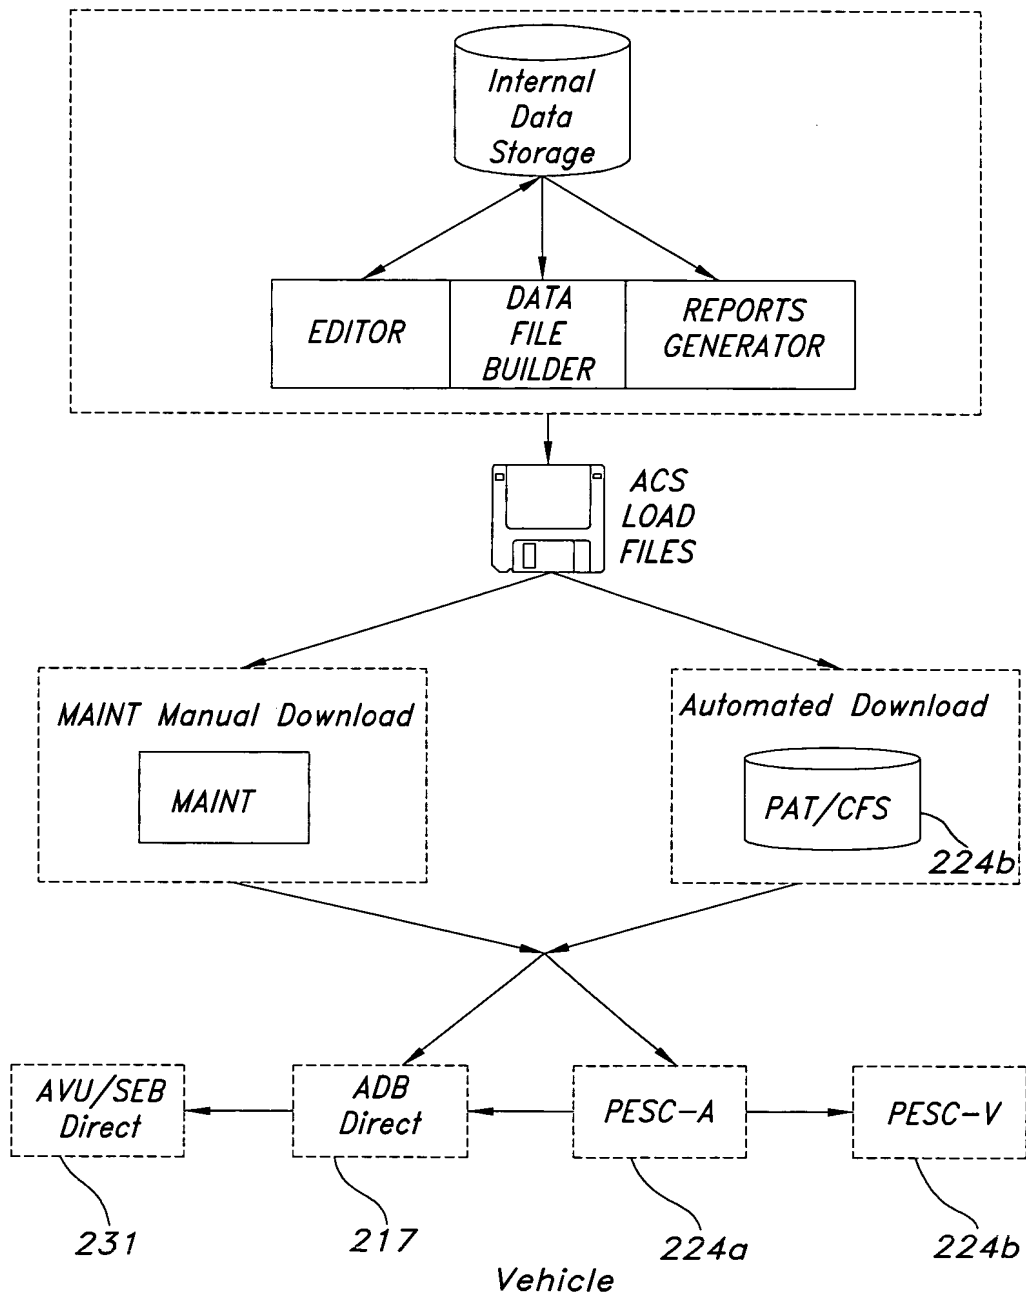 Internal
Data
Storage
EDITOR
DATA
FILE
BUILDER
REPORTS
GENERATOR
ACS
LOAD
FILES
MAINT Manual Download
MAINT
Automated Download
PAT/CFS
224b
AVU/SEB
Direct
ADB
Direct
PESC-A
PESC-V
231
217
224a
224b
Vehicle